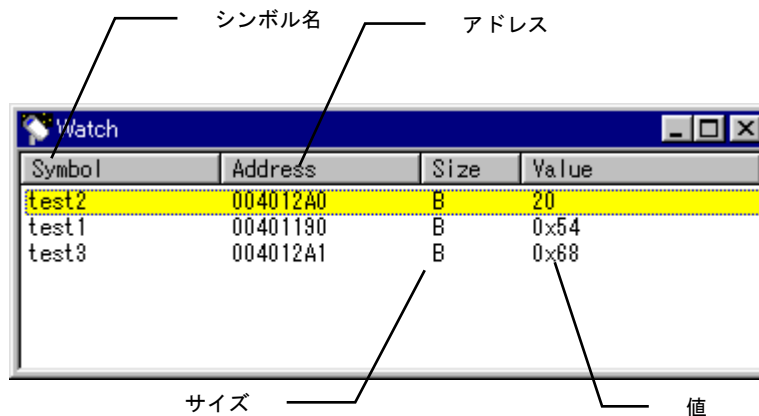 シンボル名 アドレス
Watch
Symbol Address Size Value
test2 004012A0 B 20
test1 00401190 B 0x54
test3 004012A1 B 0x68
サイズ 値